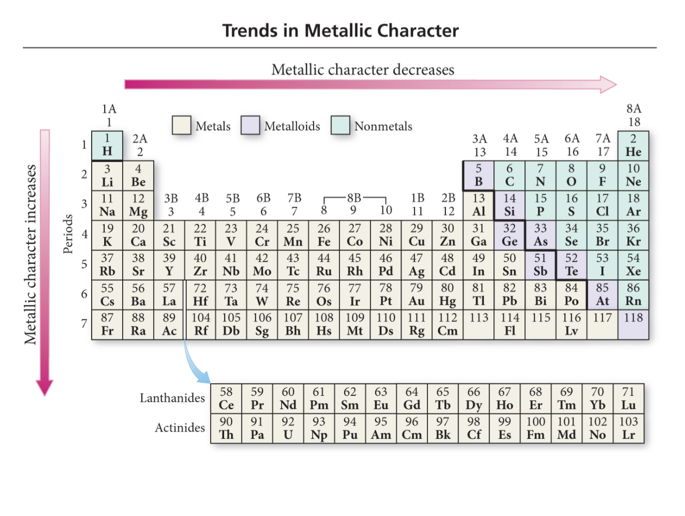 Trends in Metallic Character
Metallic character decreases
Metallic character increases
Periods
Metals Metalloids Nonmetals
1A 8A
1 18
2A 3A 4A 5A 6A 7A
2 13 14 15 16 17
3B 4B 5B 6B 7B 8B 1B 2B
3 4 5 6 7 8 9 10 11 12
1 1 2
H He
2 3 4 5 6 7 8 9 10
Li Be B C N O F Ne
3 11 12 13 14 15 16 17 18
Na Mg Al Si P S Cl Ar
4 19 20 21 22 23 24 25 26 27 28 29 30 31 32 33 34 35 36
K Ca Sc Ti V Cr Mn Fe Co Ni Cu Zn Ga Ge As Se Br Kr
5 37 38 39 40 41 42 43 44 45 46 47 48 49 50 51 52 53 54
Rb Sr Y Zr Nb Mo Tc Ru Rh Pd Ag Cd In Sn Sb Te I Xe
6 55 56 57 72 73 74 75 76 77 78 79 80 81 82 83 84 85 86
Cs Ba La Hf Ta W Re Os Ir Pt Au Hg Tl Pb Bi Po At Rn
7 87 88 89 104 105 106 107 108 109 110 111 112 113 114 115 116 117 118
Fr Ra Ac Rf Db Sg Bh Hs Mt Ds Rg Cm Fl Lv
Lanthanides 58 59 60 61 62 63 64 65 66 67 68 69 70 71
Ce Pr Nd Pm Sm Eu Gd Tb Dy Ho Er Tm Yb Lu
Actinides 90 91 92 93 94 95 96 97 98 99 100 101 102 103
Th Pa U Np Pu Am Cm Bk Cf Es Fm Md No Lr